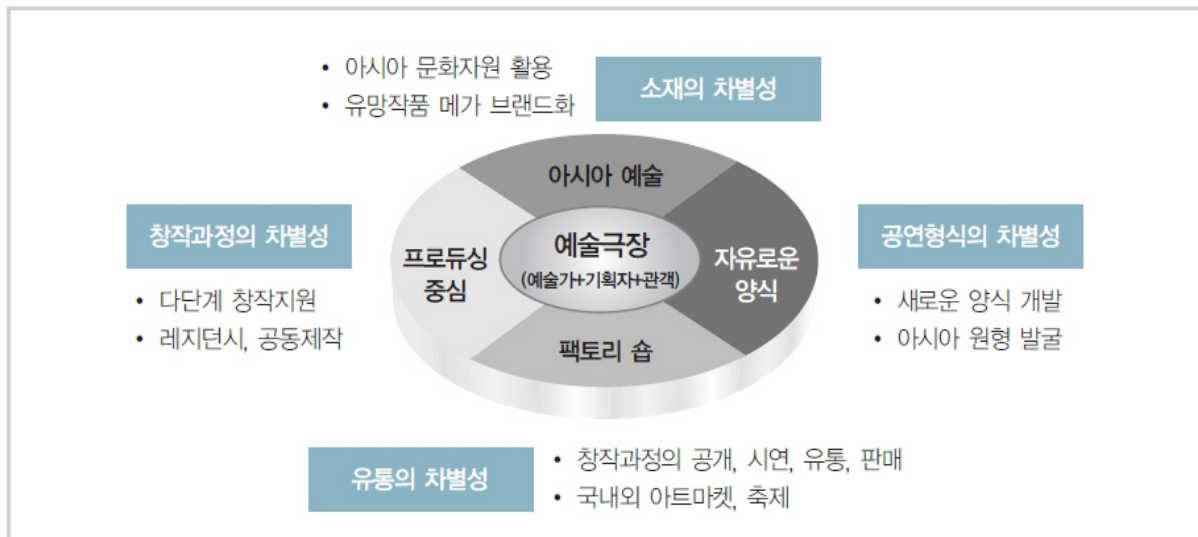 • 아시아 문화자원 활용
• 유망작품 메가 브랜드화
소재의 차별성
아시아 예술
창작과정의 차별성
• 다단계 창작지원
• 레지던시, 공동제작
프로듀싱
중심
예술극장
(예술가+기획자+관객)
자유로운
양식
공연형식의 차별성
• 새로운 양식 개발
• 아시아 원형 발굴
팩토리 숍
유통의 차별성
• 창작과정의 공개, 시연, 유통, 판매
• 국내외 아트마켓, 축제